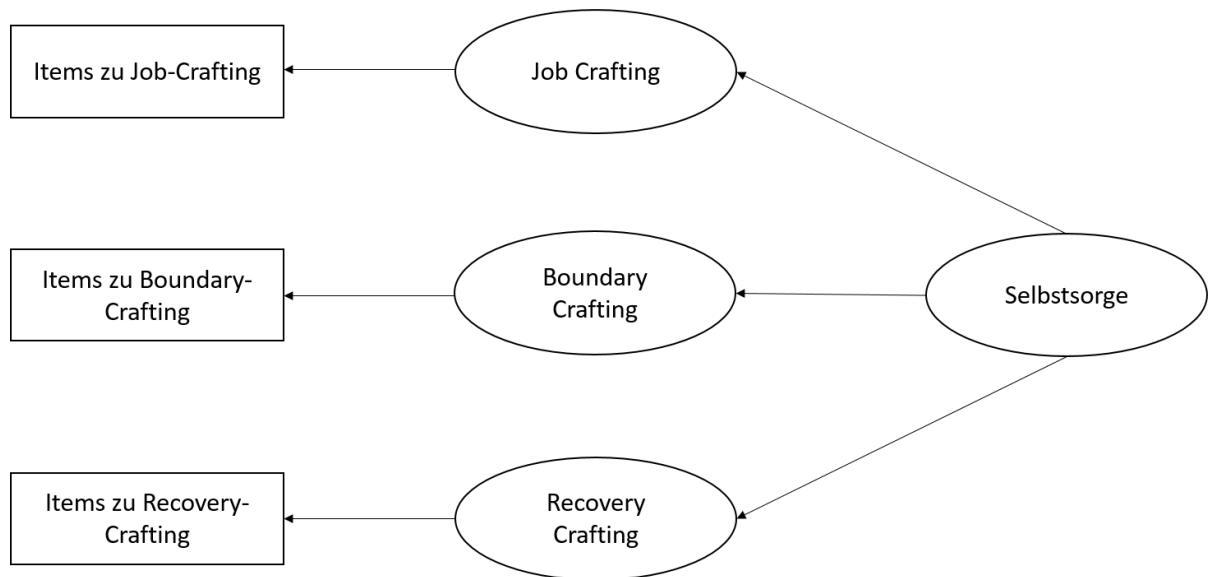 Items zu Job-Crafting
Job Crafting
Items zu Boundary-
Crafting
Boundary
Crafting
Selbstsorge
Items zu Recovery-
Crafting
Recovery
Crafting